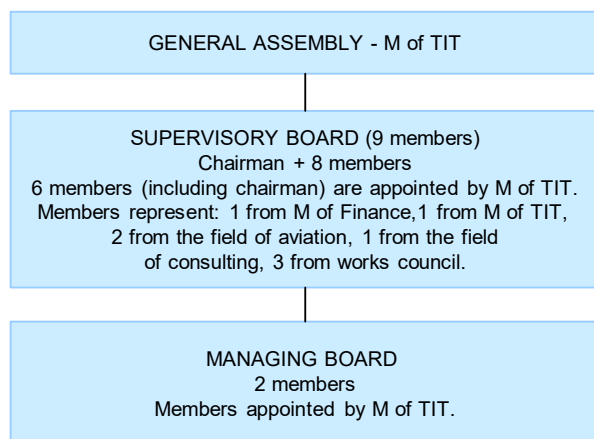 GENERAL ASSEMBLY - M of TIT
SUPERVISORY BOARD (9 members)
Chairman + 8 members
6 members (including chairman) are appointed by M of TIT.
Members represent: 1 from M of Finance,1 from M of TIT,
2 from the field of aviation, 1 from the field
of consulting, 3 from works council.
MANAGING BOARD
2 members
Members appointed by M of TIT.